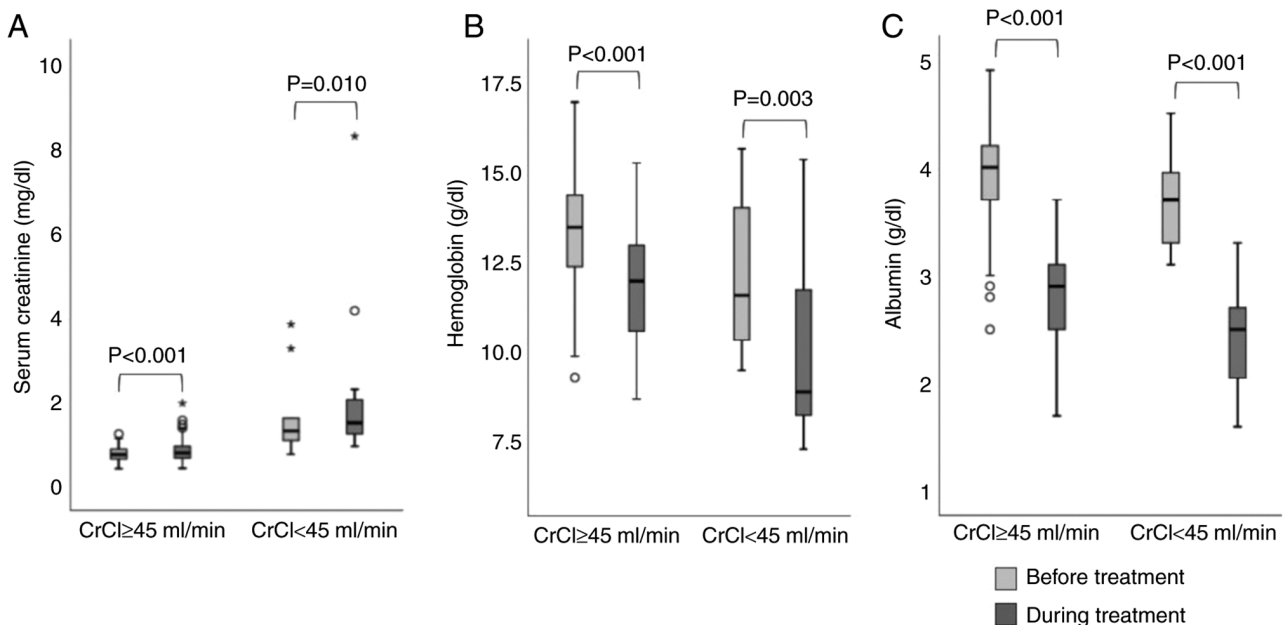 A
Serum creatinine (mg/dl)
10
8
6
4
2
0
P<0.001
P=0.010
CrCl≥45 ml/min
CrCl<45 ml/min
B
Hemoglobin (g/dl)
17.5
15.0
12.5
10.0
7.5
P<0.001
P=0.003
CrCl≥45 ml/min
CrCl<45 ml/min
C
Albumin (g/dl)
5
4
3
2
1
P<0.001
P<0.001
CrCl≥45 ml/min
CrCl<45 ml/min
Before treatment
During treatment